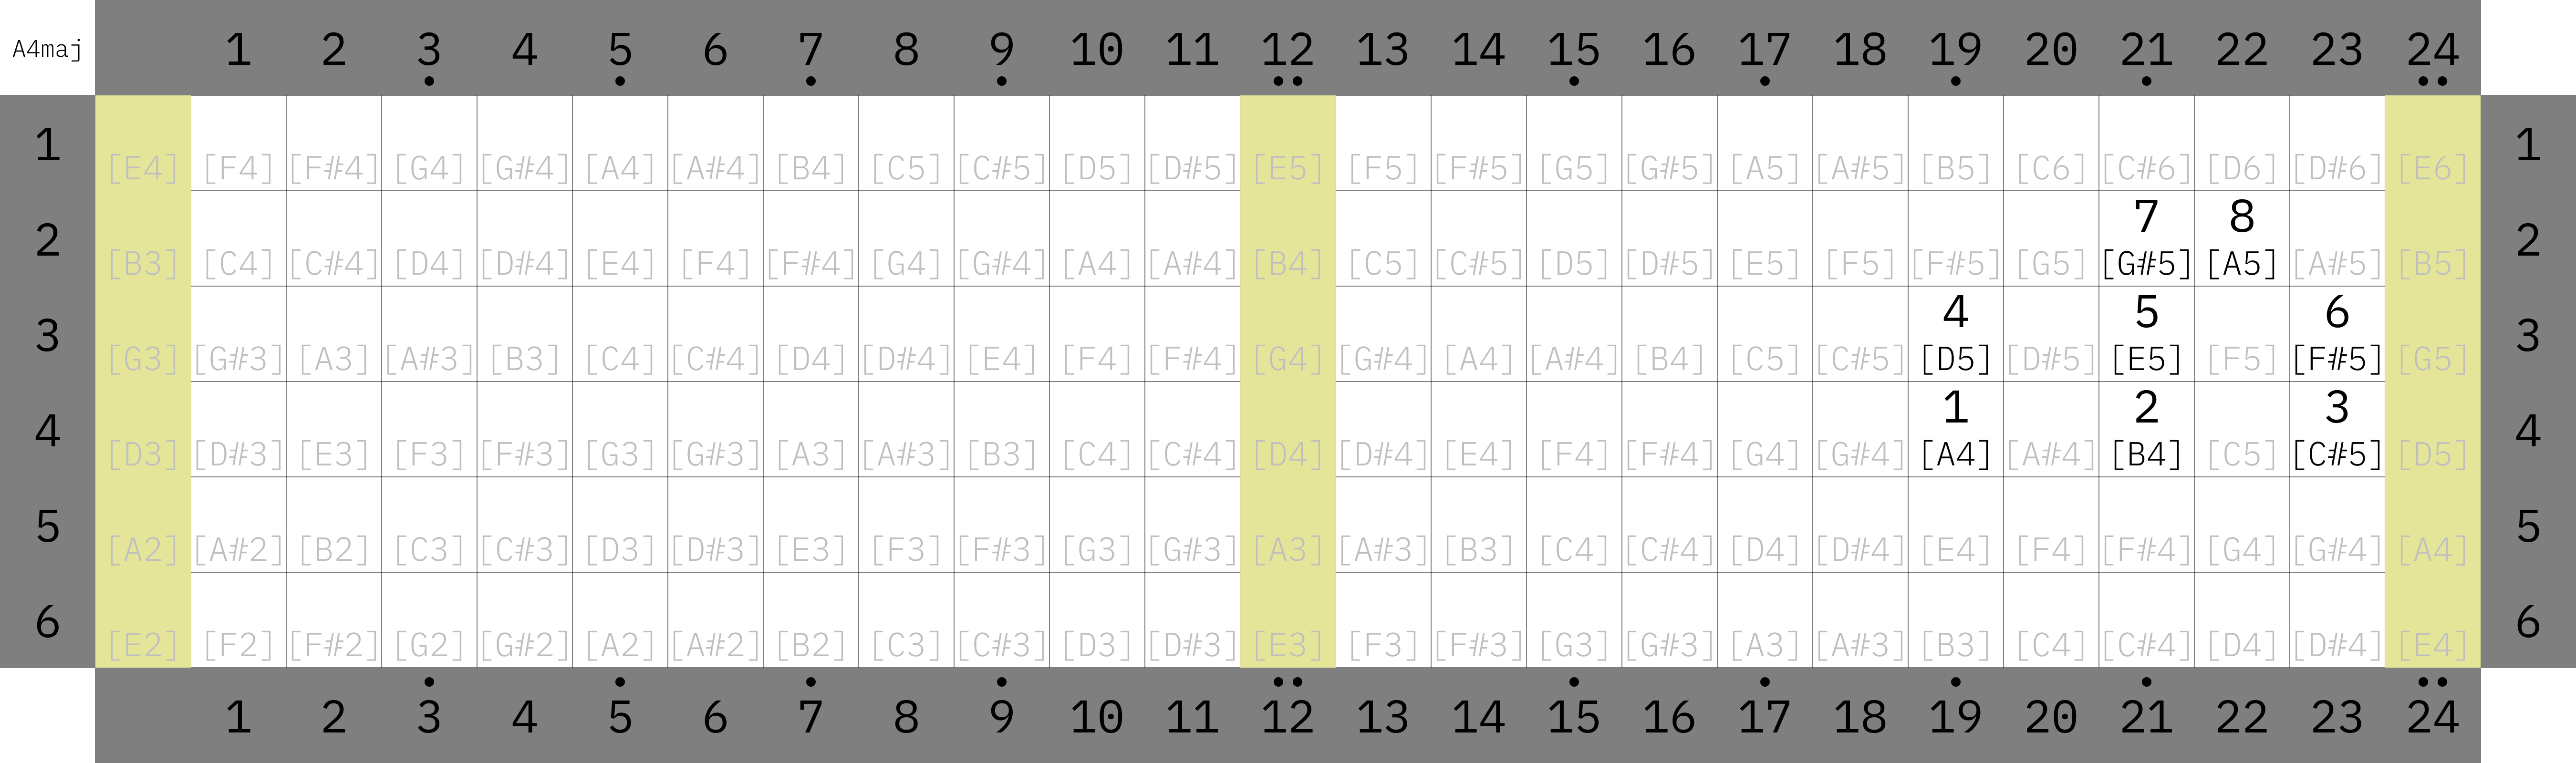 1 2 3 4 5 6 7 8 9 10 11 12 13 14 15 16 17 18 19 20 21 22 23 24
A4maj
1 [E4] [F4] [F#4] [G4] [G#4] [A4] [A#4] [B4] [C5] [C#5] [D5] [D#5] [E5] [F5] [F#5] [G5] [G#5] [A5] [A#5] [B5] [C6] [C#6] [D6] [D#6] [E6] 1
7 8
2 [B3] [C4] [C#4] [D4] [D#4] [E4] [F4] [F#4] [G4] [G#4] [A4] [A#4] [B4] [C5] [C#5] [D5] [D#5] [E5] [F5] [F#5] [G5] [G#5] [A5] [A#5] [B5] 2
4 5 6
3 [G3] [G#3] [A3] [A#3] [B3] [C4] [C#4] [D4] [D#4] [E4] [F4] [F#4] [G4] [G#4] [A4] [A#4] [B4] [C5] [C#5] [D5] [D#5] [E5] [F5] [F#5] [G5] 3
1 2 3
4 [D3] [D#3] [E3] [F3] [F#3] [G3] [G#3] [A3] [A#3] [B3] [C4] [C#4] [D4] [D#4] [E4] [F4] [F#4] [G4] [G#4] [A4] [A#4] [B4] [C5] [C#5] [D5] 4
5 [A2] [A#2] [B2] [C3] [C#3] [D3] [D#3] [E3] [F3] [F#3] [G3] [G#3] [A3] [A#3] [B3] [C4] [C#4] [D4] [D#4] [E4] [F4] [F#4] [G4] [G#4] [A4] 5
6 [E2] [F2] [F#2] [G2] [G#2] [A2] [A#2] [B2] [C3] [C#3] [D3] [D#3] [E3] [F3] [F#3] [G3] [G#3] [A3] [A#3] [B3] [C4] [C#4] [D4] [D#4] [E4] 6
1 2 3 4 5 6 7 8 9 10 11 12 13 14 15 16 17 18 19 20 21 22 23 24